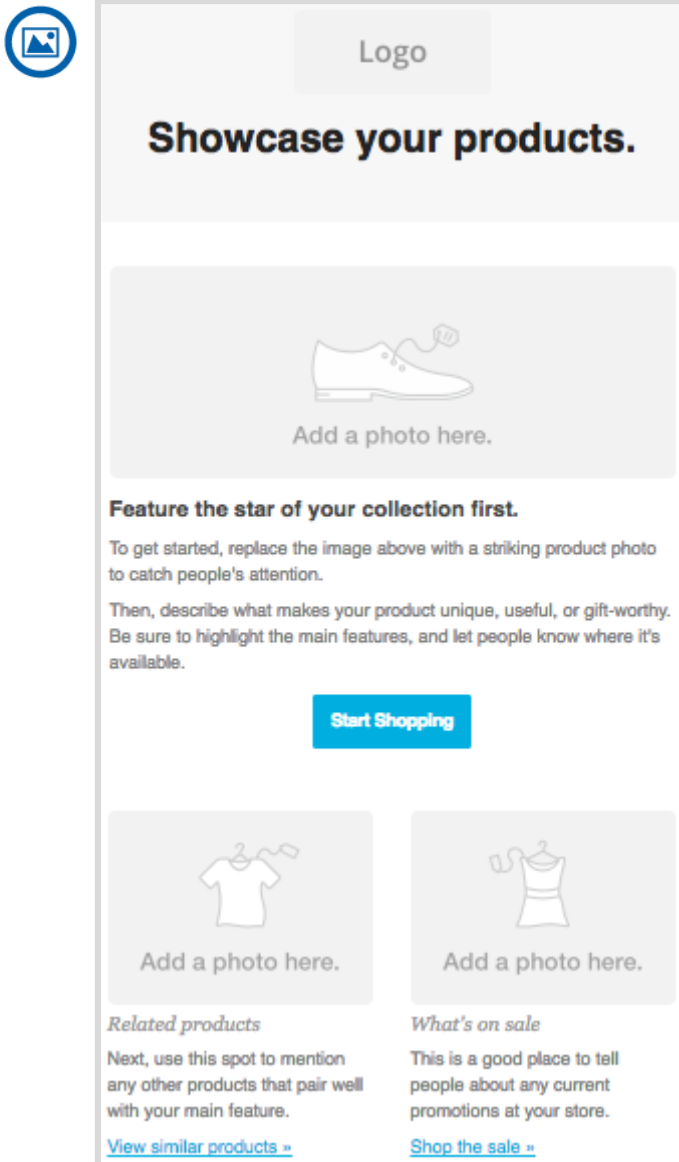 Logo
Showcase your products.
Add a photo here.
Feature the star of your collection first.
To get started, replace the image above with a striking product photo
to catch people's attention.
Then, describe what makes your product unique, useful, or gift-worthy.
Be sure to highlight the main features, and let people know where it's
available.
Start Shopping
Add a photo here.
Related products
Next, use this spot to mention
any other products that pair well
with your main feature.
View similar products »
Add a photo here.
What's on sale
This is a good place to tell
people about any current
promotions at your store.
Shop the sale »